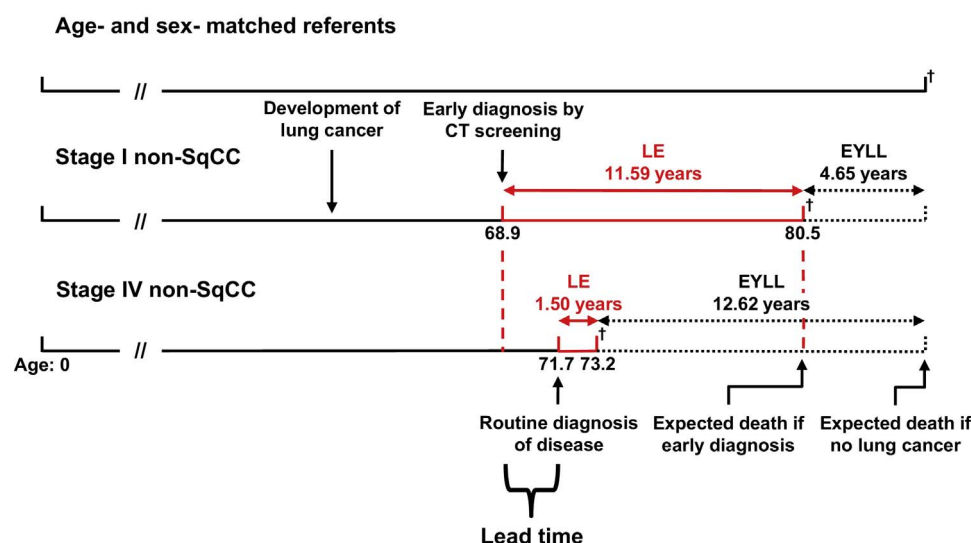 Age- and sex- matched referents
†
//
Development of
lung cancer
Early diagnosis by
CT screening
Stage I non-SqCC
LE
11.59 years
EYLL
4.65 years
//
†
68.9
80.5
Stage IV non-SqCC
LE
1.50 years
EYLL
12.62 years
//
†
Age: 0
71.7
73.2
Routine diagnosis
of disease
Expected death if
early diagnosis
Expected death if
no lung cancer
Lead time